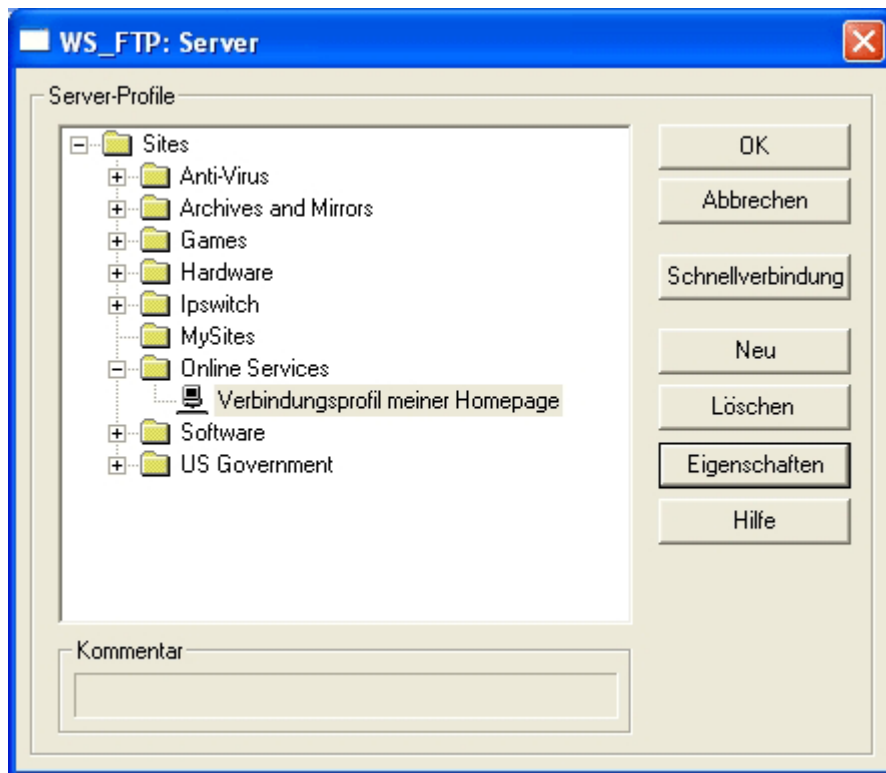 WS_FTP: Server
Server-Profile
Sites
Anti-Virus
Archives and Mirrors
Games
Hardware
Ipswitch
MySites
Online Services
Verbindungsprofil meiner Homepage
Software
US Government
OK
Abbrechen
Schnellverbindung
Neu
Löschen
Eigenschaften
Hilfe
Kommentar